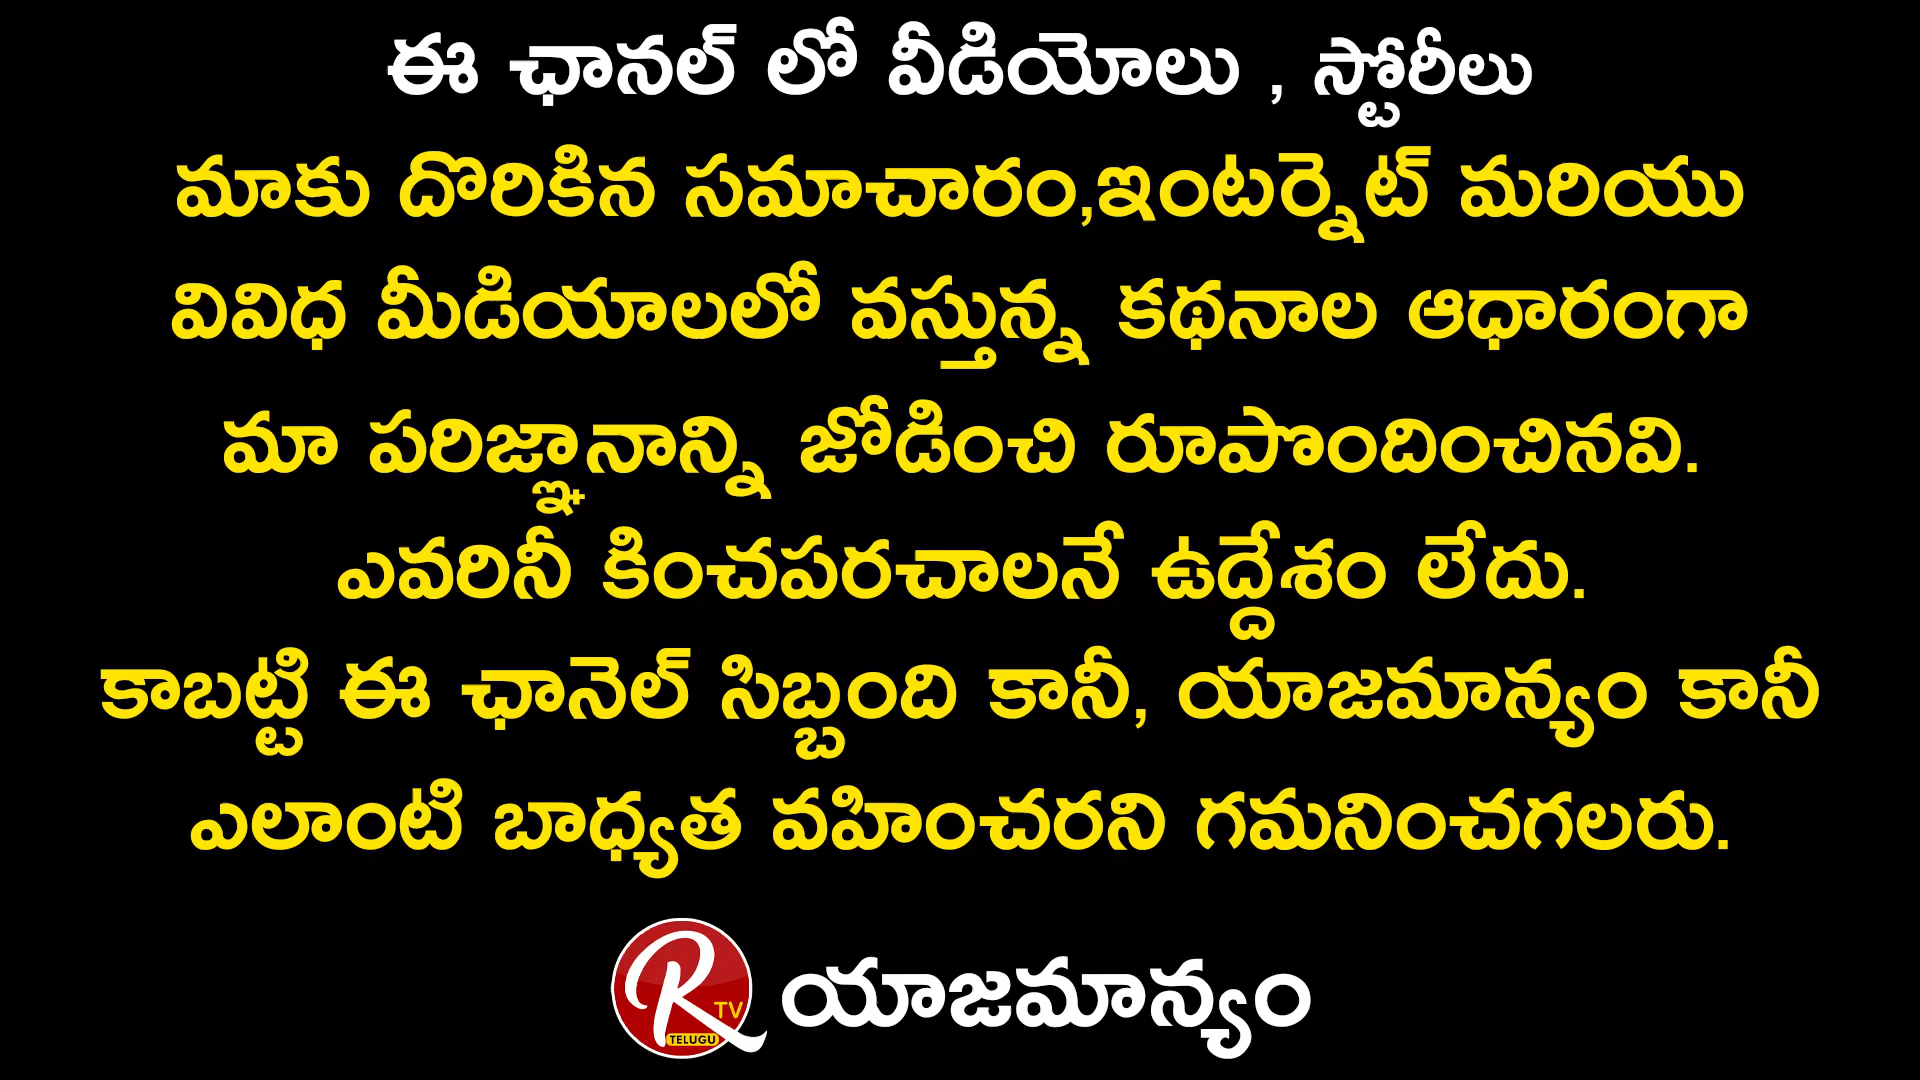 ఈ ఛానల్ లో వీడియోలు , స్టోరీలు
మాకు దొరికిన సమాచారం,ఇంటర్నెట్ మరియు
వివిధ మీడియాలలో వస్తున్న కథనాల ఆధారంగా
మా పరిజ్ఞానాన్ని జోడించి రూపొందించినవి.
ఎవరినీ కించపరచాలనే ఉద్దేశం లేదు.
కాబట్టి ఈ ఛానెల్ సిబ్బంది కానీ, యాజమాన్యం కానీ
ఎలాంటి బాధ్యత వహించరని గమనించగలరు.
R TV TELUGU యాజమాన్యం